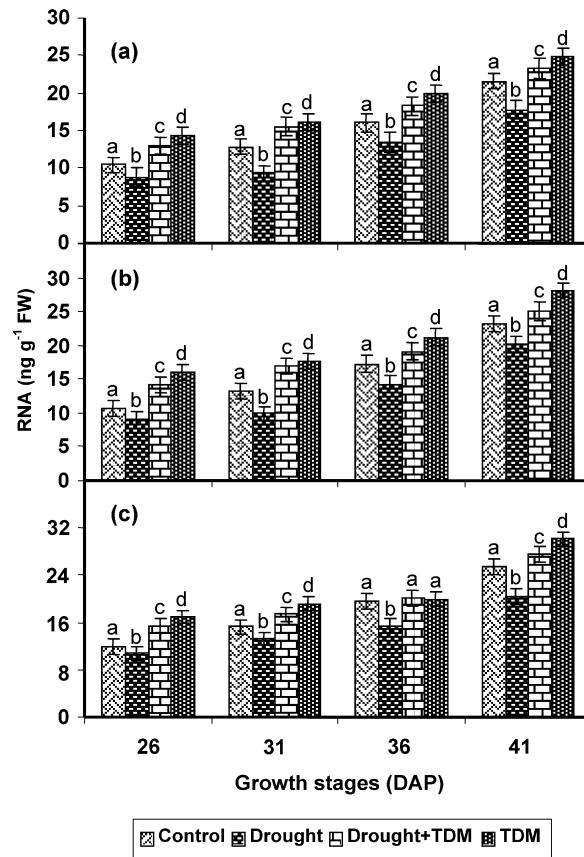 (a)
30
25
20
15
10
5
0
a b c d a b c d a b c d a b c d
(b)
30
25
20
15
10
5
0
a b c d a b c d a b c d a b c d
RNA (ng g⁻¹ FW)
(c)
32
24
16
8
0
a b c d a b c d a b a a a b c d
26 31 36 41
Growth stages (DAP)
Control Drought Drought+TDM TDM